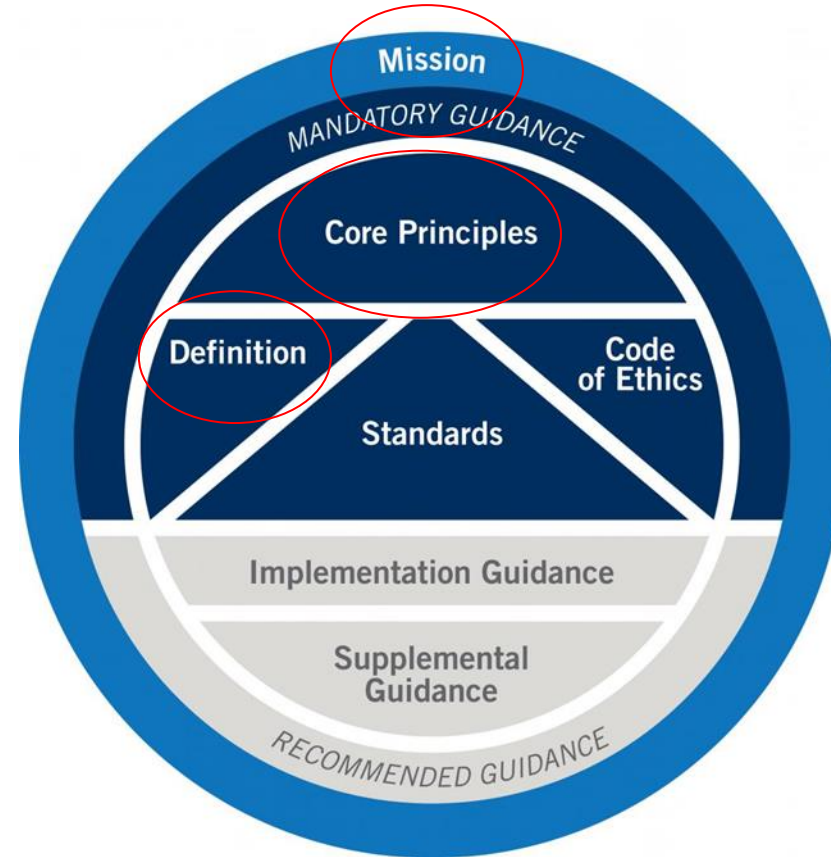 Mission
MANDATORY GUIDANCE
Core Principles
Definition
Code
of Ethics
Standards
Implementation Guidance
Supplemental
Guidance
RECOMMENDED GUIDANCE